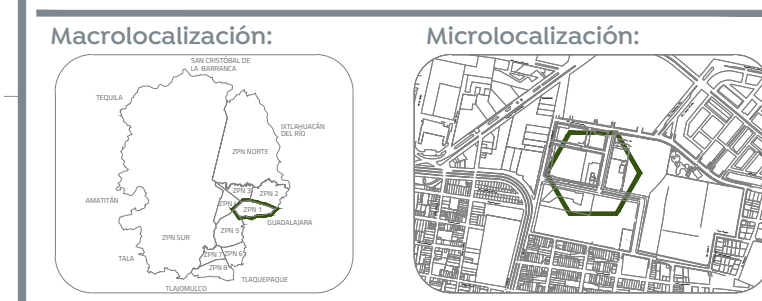 Macrolocalización:
Microlocalización:
SAN CRISTÓBAL DE
LA BARRANCA
TEQUILA
IXTLAHUACÁN
DEL RÍO
ZPN NORTE
ZPN 3
ZPN 2
AMATITÁN
ZPN 4
ZPN 1
GUADALAJARA
ZPN 5
ZPN SUR
TALA
ZPN 7
ZPN 6
ZPN 8
TLAQUEPAQUE
TLAJOMULCO